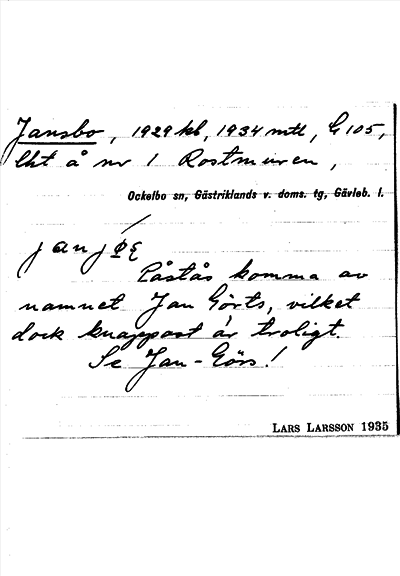 Jansbo, 1929 kb, 1934 mtl, G 105,
lht å nr 1 Rostmuren,
Ockelbo sn, Gästriklands v. doms. tg, Gävleb. l.
Påstås komma av
namnet Jan Görts, vilket
dock knappast är troligt.
Se Jan-Görs!
LARS LARSSON 1935